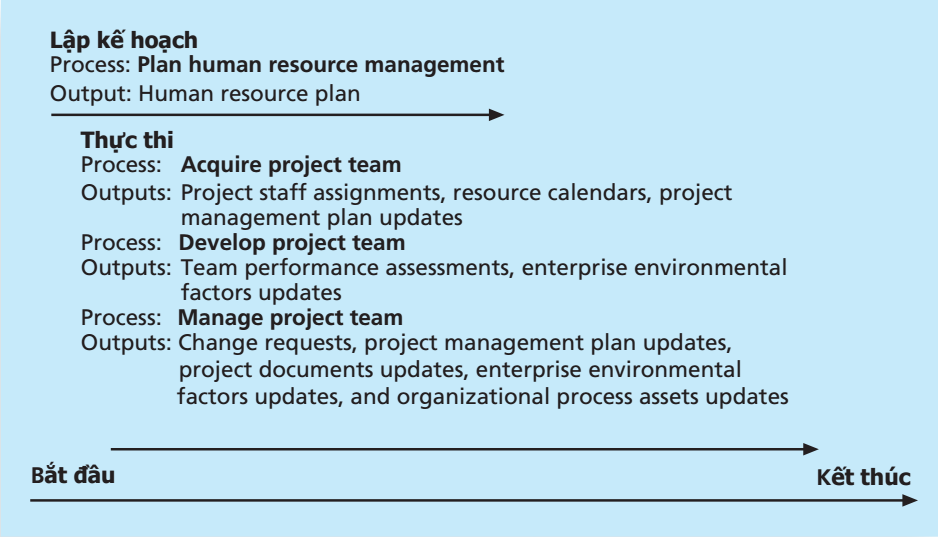 Lập kế hoạch
Process: Plan human resource management
Output: Human resource plan
Thực thi
Process: Acquire project team
Outputs: Project staff assignments, resource calendars, project
management plan updates
Process: Develop project team
Outputs: Team performance assessments, enterprise environmental
factors updates
Process: Manage project team
Outputs: Change requests, project management plan updates,
project documents updates, enterprise environmental
factors updates, and organizational process assets updates
Bắt đầu
Kết thúc